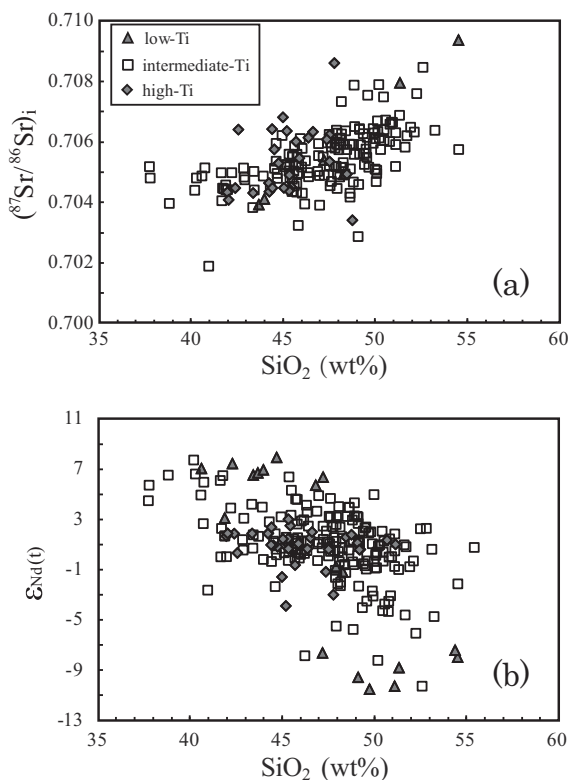 0.710
0.708
0.706
0.704
0.702
0.700
(⁸⁷Sr/⁸⁶Sr)i
low-Ti
intermediate-Ti
high-Ti
(a)
35 40 45 50 55 60
SiO₂ (wt%)
11
7
3
-1
-5
-9
-13
εNd(t)
(b)
35 40 45 50 55 60
SiO₂ (wt%)